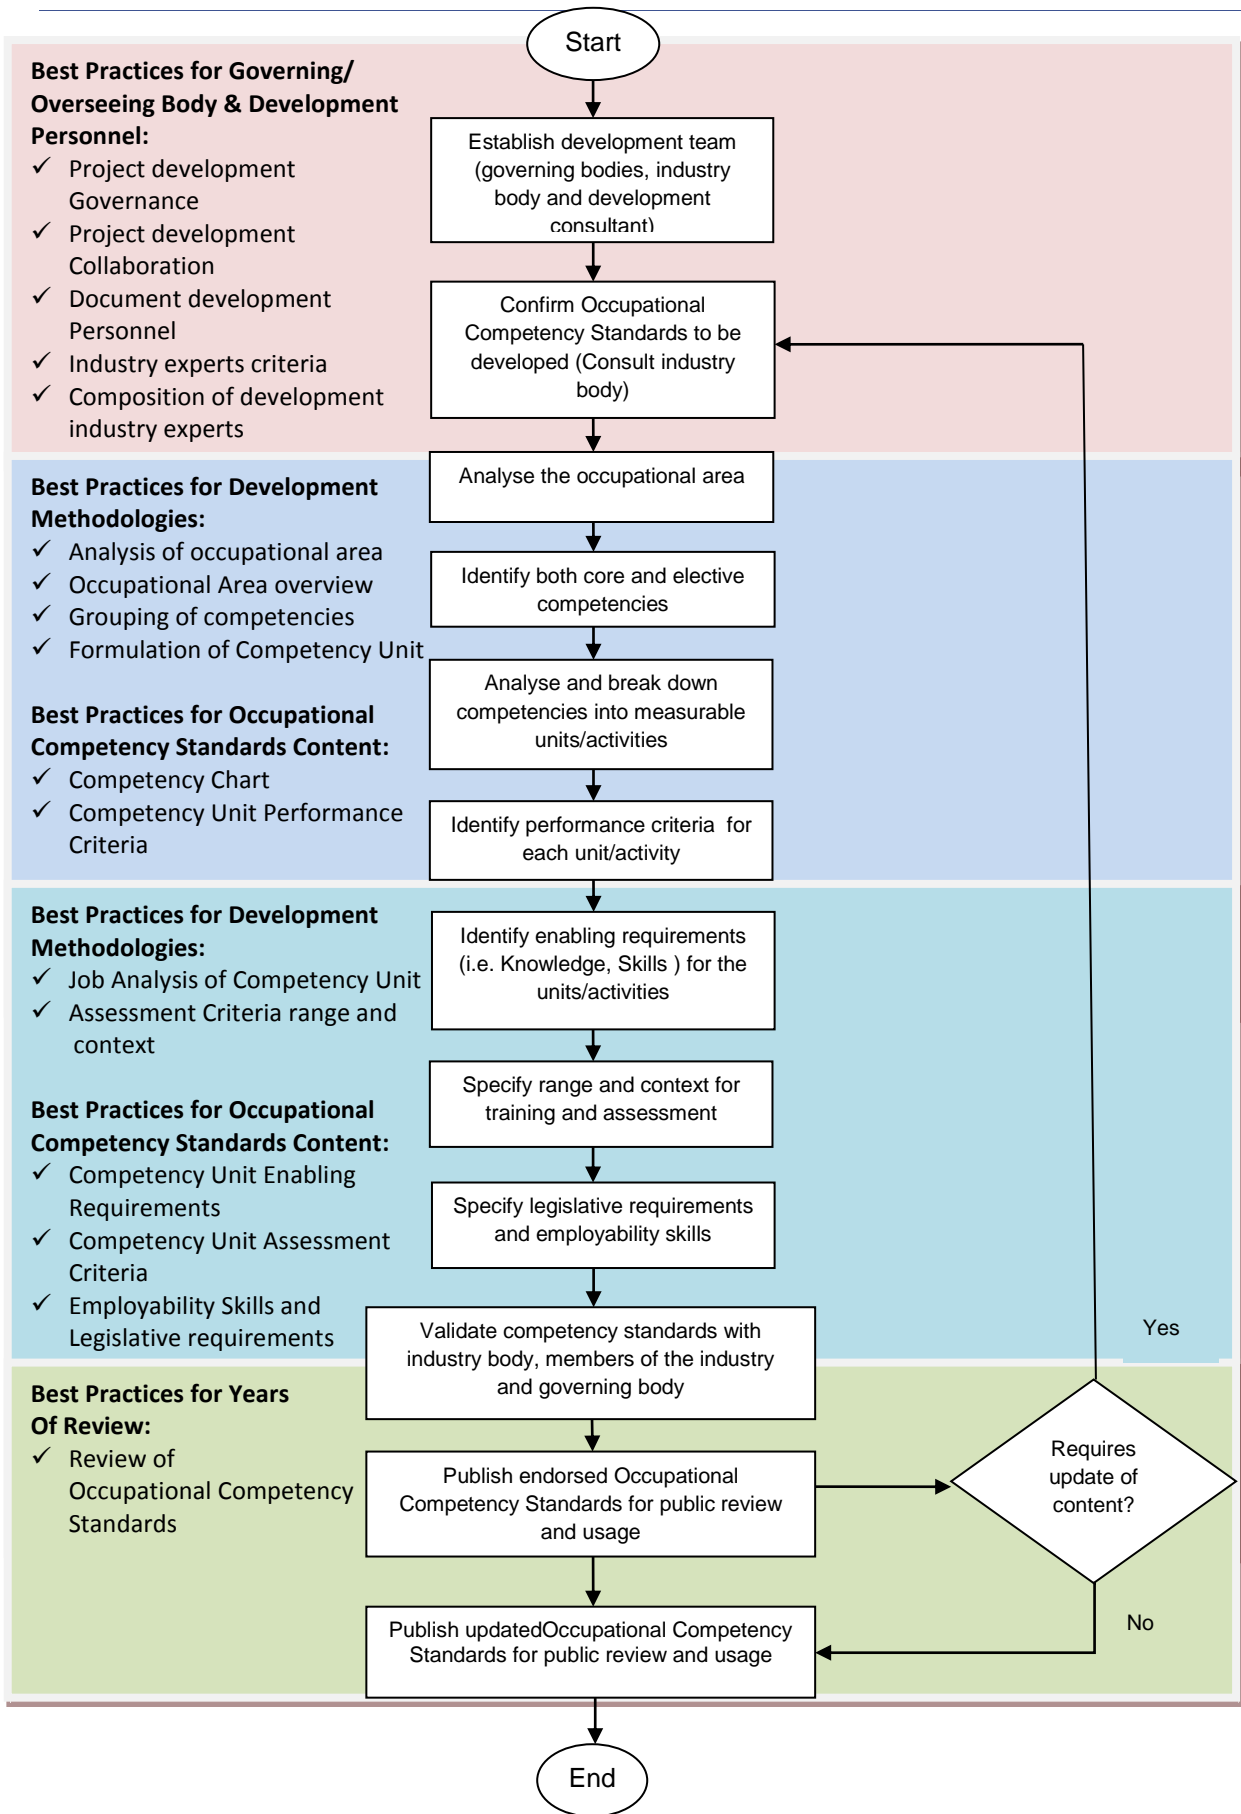 Start
Best Practices for Governing/
Overseeing Body & Development
Personnel:
✓ Project development
Governance
✓ Project development
Collaboration
✓ Document development
Personnel
✓ Industry experts criteria
✓ Composition of development
industry experts
Establish development team
(governing bodies, industry
body and development
consultant)
Confirm Occupational
Competency Standards to be
developed (Consult industry
body)
Best Practices for Development
Methodologies:
✓ Analysis of occupational area
✓ Occupational Area overview
✓ Grouping of competencies
✓ Formulation of Competency Unit
Best Practices for Occupational
Competency Standards Content:
✓ Competency Chart
✓ Competency Unit Performance
Criteria
Analyse the occupational area
Identify both core and elective
competencies
Analyse and break down
competencies into measurable
units/activities
Identify performance criteria  for
each unit/activity
Best Practices for Development
Methodologies:
✓ Job Analysis of Competency Unit
✓ Assessment Criteria range and
context
Best Practices for Occupational
Competency Standards Content:
✓ Competency Unit Enabling
Requirements
✓ Competency Unit Assessment
Criteria
✓ Employability Skills and
Legislative requirements
Identify enabling requirements
(i.e. Knowledge, Skills ) for the
units/activities
Specify range and context for
training and assessment
Specify legislative requirements
and employability skills
Validate competency standards with
industry body, members of the industry
and governing body
Yes
Best Practices for Years
Of Review:
✓ Review of
Occupational Competency
Standards
Publish endorsed Occupational
Competency Standards for public review
and usage
Requires
update of
content?
No
Publish updatedOccupational Competency
Standards for public review and usage
End